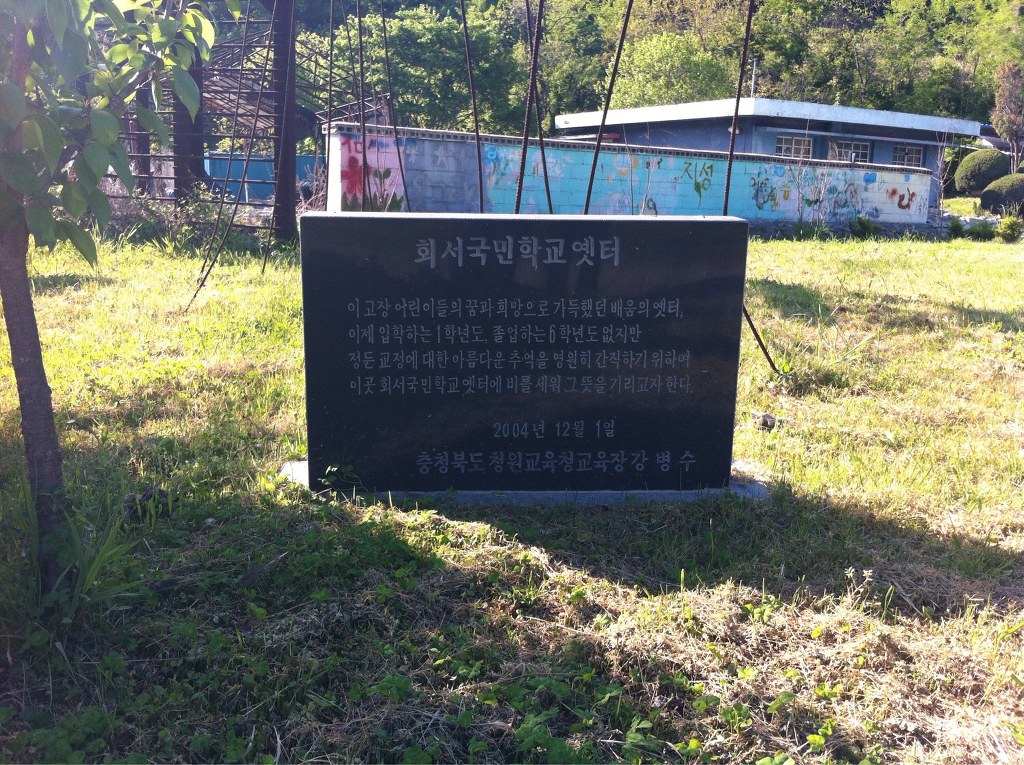 회서국민학교옛터
이 고장 어린이들의 꿈과 희망으로 가득했던 배움의 옛터,
이제 입학하는 1학년도, 졸업하는 6학년도 없지만
정든 교정에 대한 아름다운 추억을 영원히 간직하기 위하여
이곳 회서국민학교 옛터에 비를 세워 그 뜻을 기리고자 한다.
2004년 12월 1일
충청북도청원교육청교육장 강 병 수
지성